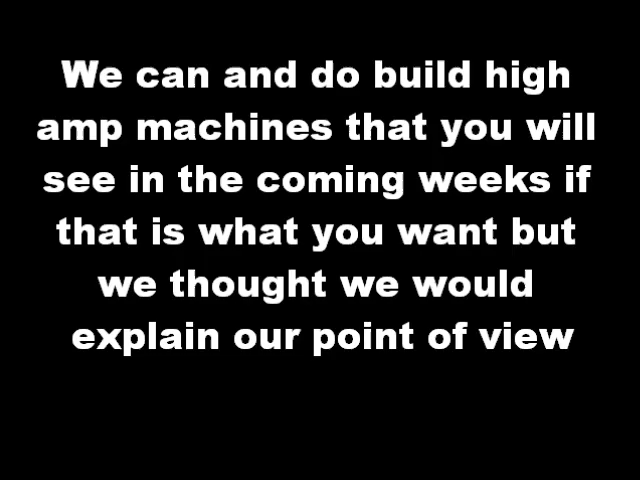 We can and do build high
amp machines that you will
see in the coming weeks if
that is what you want but
we thought we would
explain our point of view